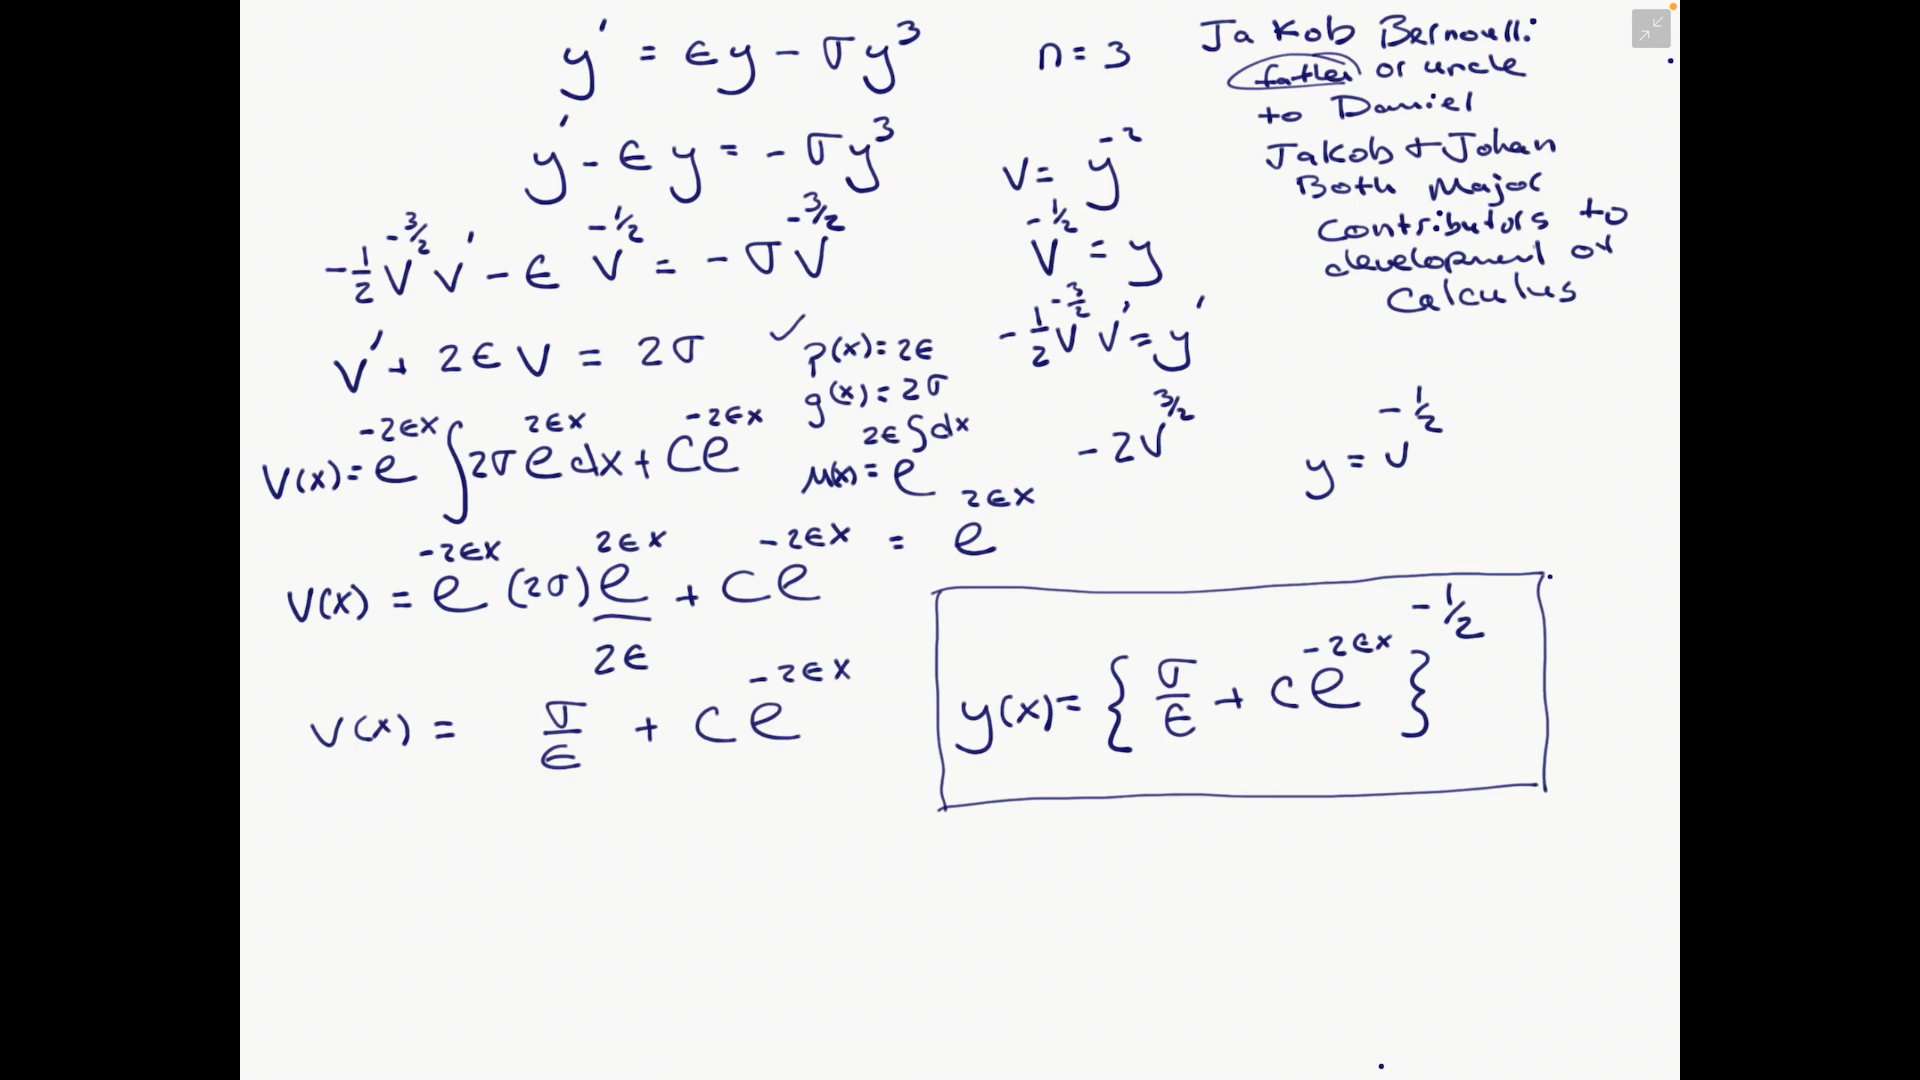 y' = εy - σy³
n = 3
Jakob Bernoulli:
father or uncle
to Daniel
Jakob + Johan
Both Major
Contributors to
development of
Calculus
y' - εy = -σy³
v = y⁻²
-1/2 v^(-3/2) v' - ε v^(-1/2) = -σ v^(-3/2)
v^(-1/2) = y
-1/2 v^(-3/2) v' = y'
v' + 2εv = 2σ ✓
p(x) = 2ε
g(x) = 2σ
-2v^(3/2)
y = v^(-1/2)
v(x) = e^(-2εx) ∫ 2σ e^(2εx) dx + ce^(-2εx)
μ(x) = e^(2ε∫dx)
= e^(2εx)
v(x) = e^(-2εx) (2σ) e^(2εx)/2ε + ce^(-2εx)
v(x) = σ/ε + ce^(-2εx)
y(x) = {σ/ε + ce^(-2εx)}^(-1/2)